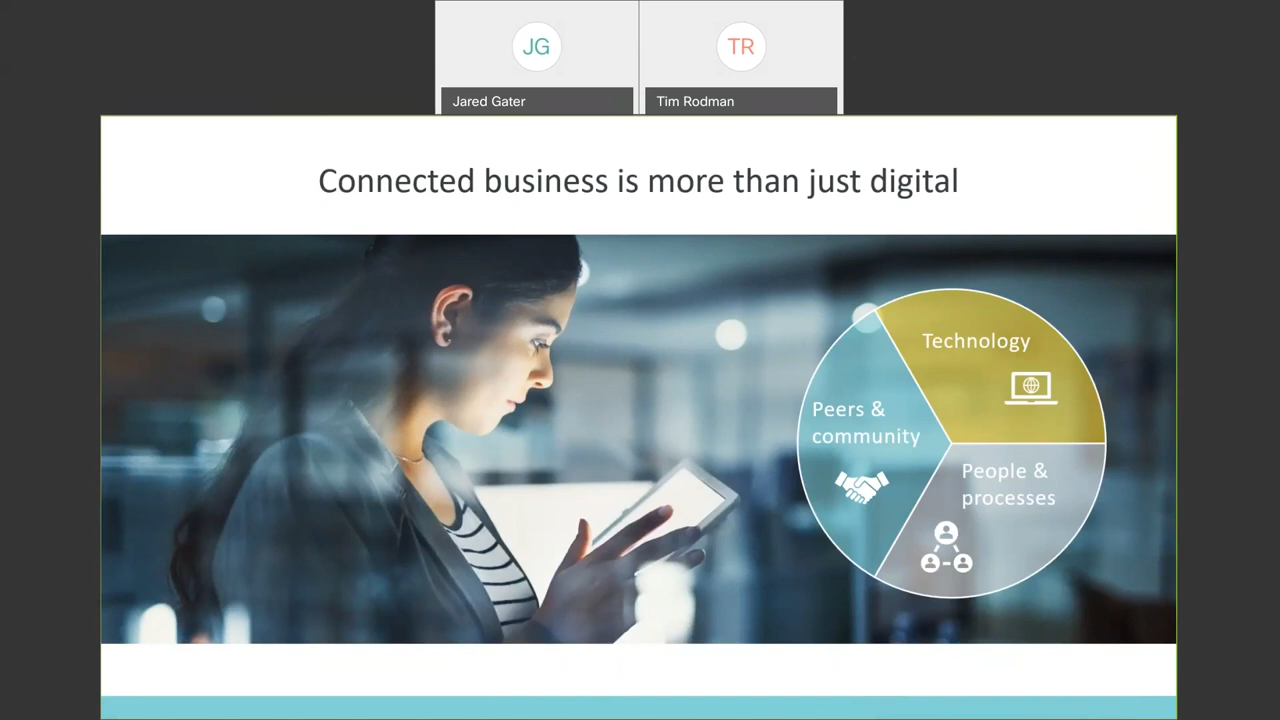 JG
TR
Jared Gater
Tim Rodman
Connected business is more than just digital
Technology
Peers &
community
People &
processes